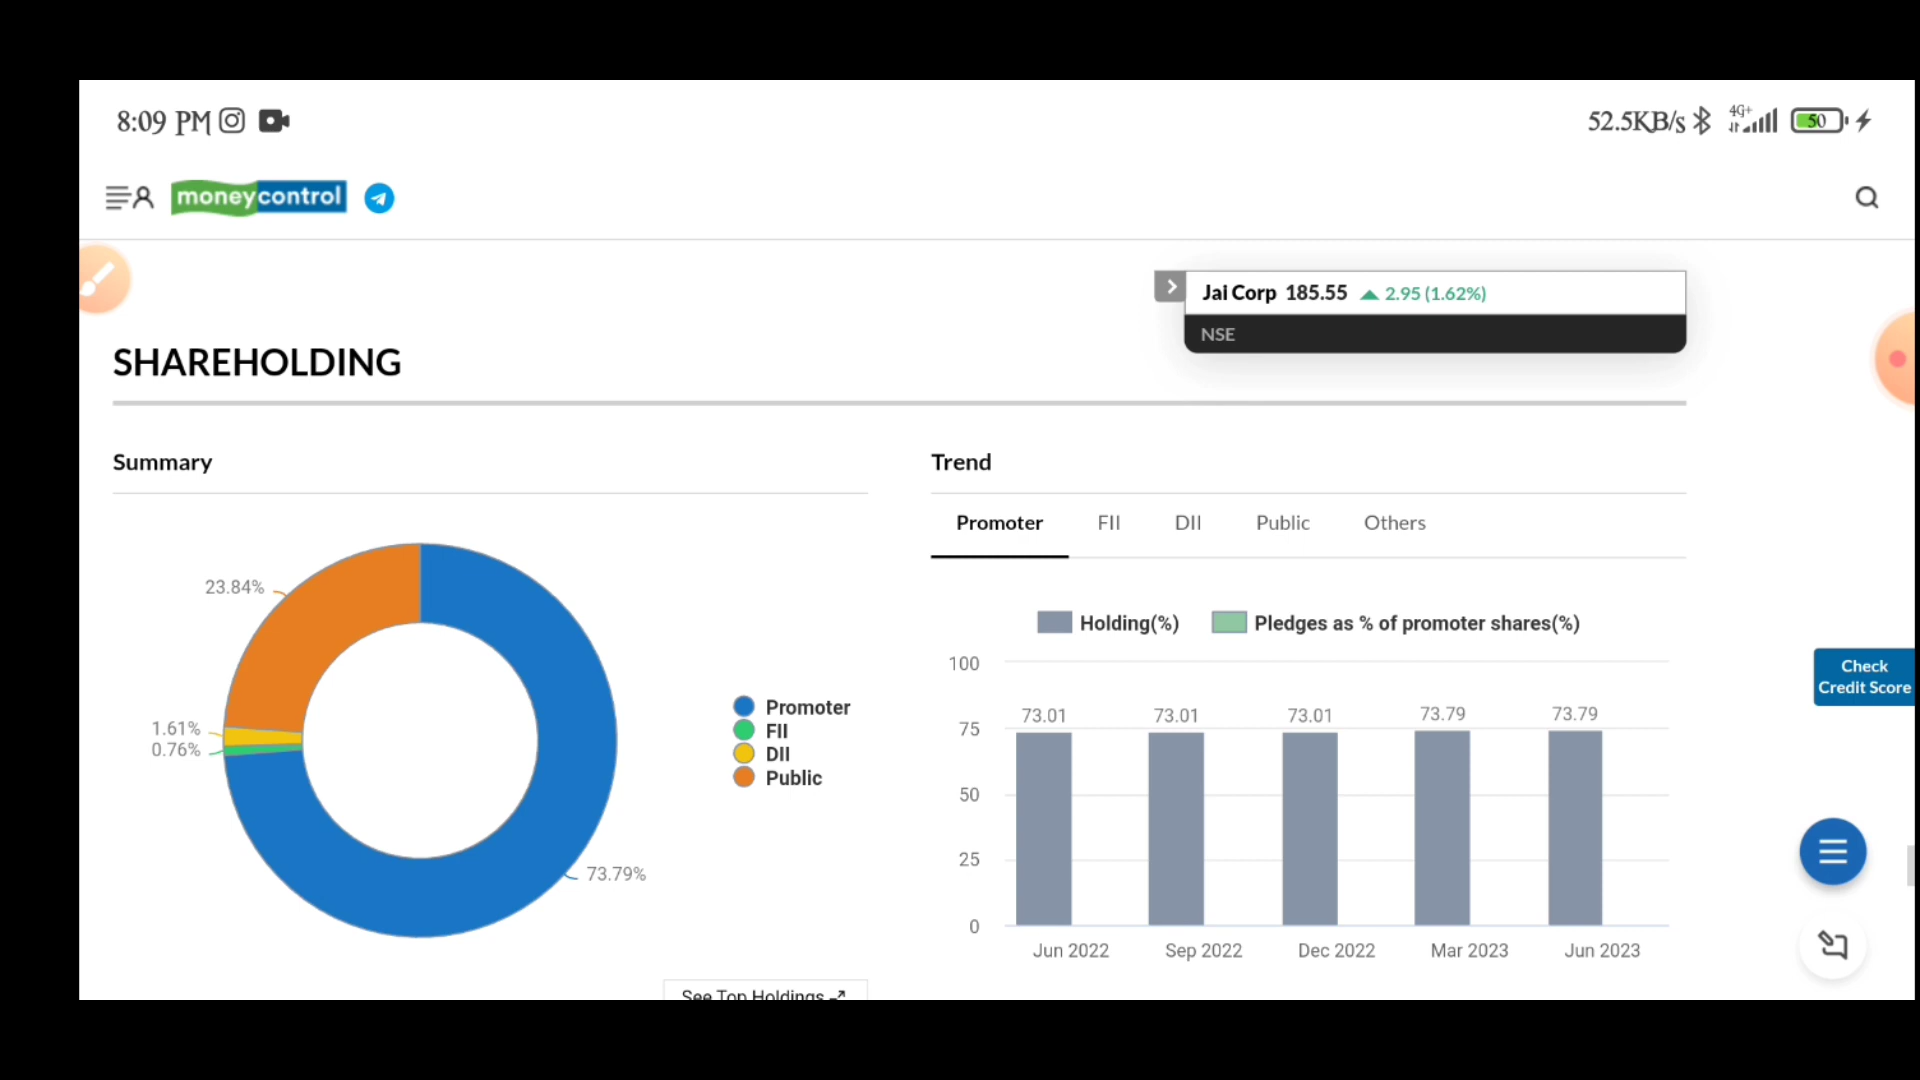 8:09 PM
52.5KB/s
4G+
50
moneycontrol
Jai Corp 185.55 ▲ 2.95 (1.62%)
NSE
SHAREHOLDING
Summary
23.84%
1.61%
0.76%
73.79%
Promoter
FII
DII
Public
See Top Holdings
Trend
Promoter FII DII Public Others
Holding(%) Pledges as % of promoter shares(%)
100
75
50
25
0
73.01 73.01 73.01 73.79 73.79
Jun 2022 Sep 2022 Dec 2022 Mar 2023 Jun 2023
Check
Credit Score